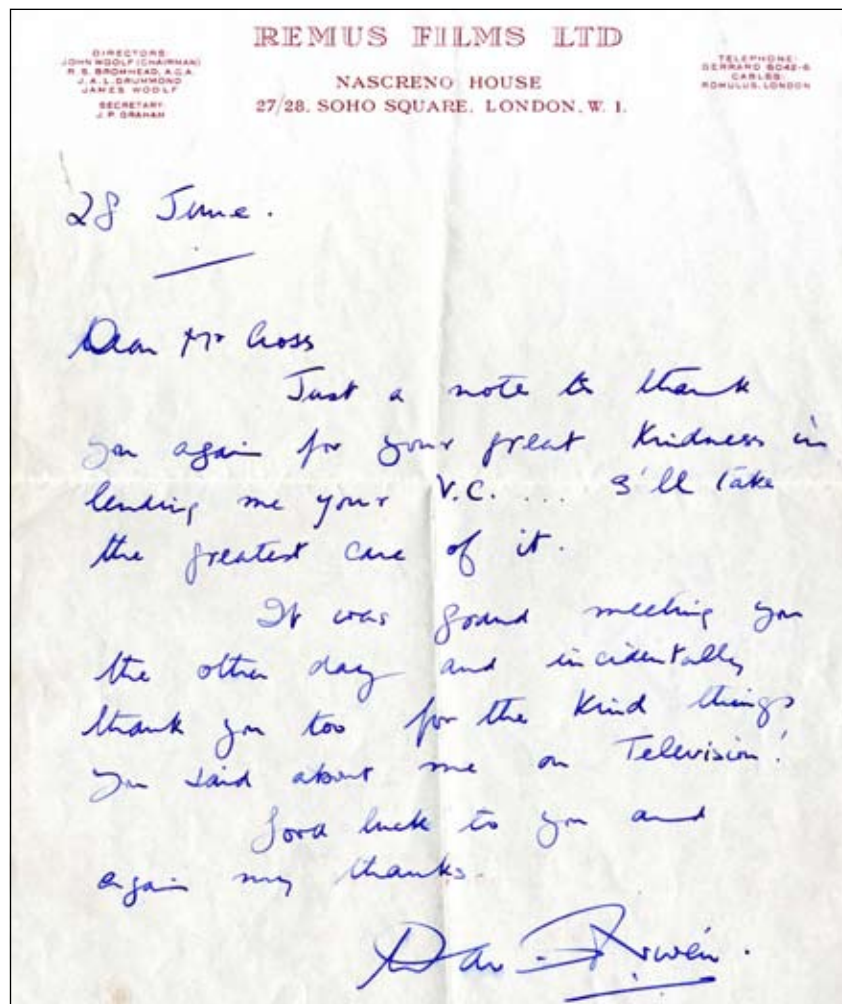 REMUS FILMS LTD
DIRECTORS:
JOHN WOOLF (CHAIRMAN)
R. S. BROMHEAD, A.C.A.
J. A. L. DRUMMOND
JAMES WOOLF
SECRETARY:
J. P. GRAHAM
NASCRENO HOUSE
27/28, SOHO SQUARE, LONDON, W. 1.
TELEPHONE:
GERRARD 6042-6
CABLES:
ROMULUS, LONDON
28 June.
Dear Mr Cross
Just a note to thank
you again for your great kindness in
lending me your V.C. ... I'll take
the greatest care of it.
It was grand meeting you
the other day and incidentally
thank you too for the kind things
you said about me on Television!
Good luck to you and
again my thanks.